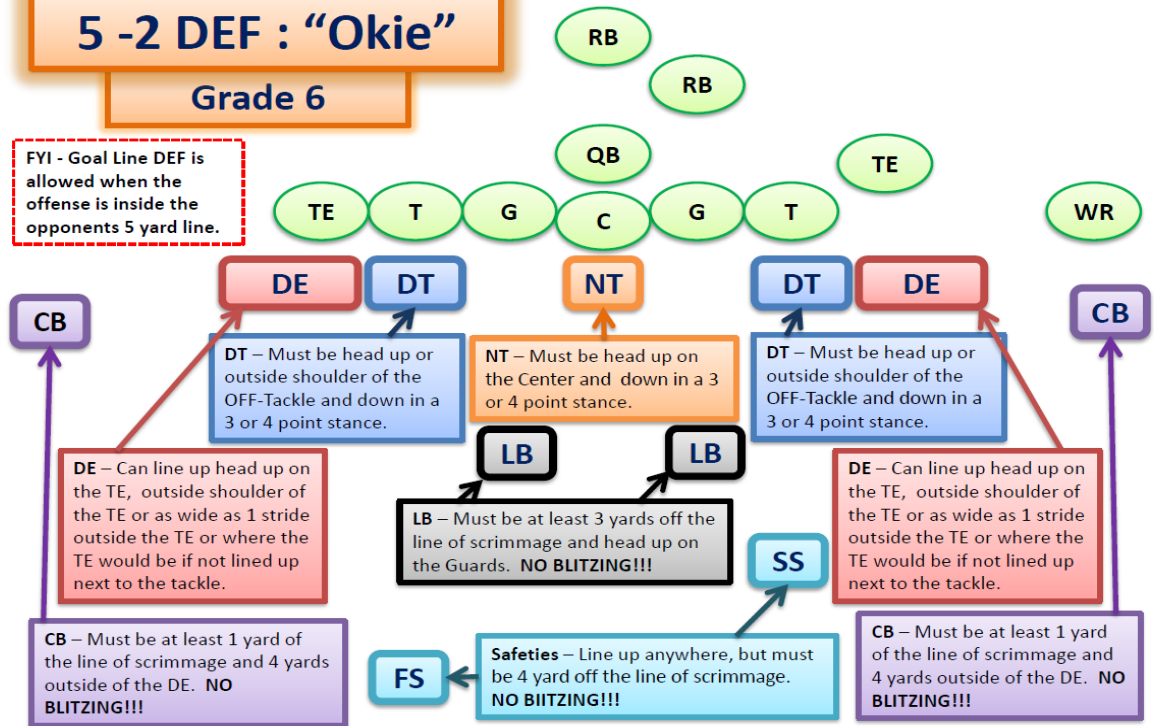 5 -2 DEF : “Okie”
Grade 6
FYI - Goal Line DEF is
allowed when the
offense is inside the
opponents 5 yard line.
RB
RB
QB
TE
TE
T
G
C
G
T
WR
DE
DT
NT
DT
DE
CB
CB
DT – Must be head up or
outside shoulder of the
OFF-Tackle and down in a
3 or 4 point stance.
NT – Must be head up on
the Center and  down in a 3
or 4 point stance.
DT – Must be head up or
outside shoulder of the
OFF-Tackle and down in a
3 or 4 point stance.
LB
LB
DE – Can line up head up on
the TE,  outside shoulder of
the TE or as wide as 1 stride
outside the TE or where the
TE would be if not lined up
next to the tackle.
LB – Must be at least 3 yards off the
line of scrimmage and head up on
the Guards.  NO BLITZING!!!
DE – Can line up head up on
the TE,  outside shoulder of
the TE or as wide as 1 stride
outside the TE or where the
TE would be if not lined up
next to the tackle.
SS
CB – Must be at least 1 yard of
the line of scrimmage and 4 yards
outside of the DE.  NO
BLITZING!!!
FS
Safeties – Line up anywhere, but must
be 4 yard off the line of scrimmage.
NO BIITZING!!!
CB – Must be at least 1 yard
of the line of scrimmage and
4 yards outside of the DE.  NO
BLITZING!!!